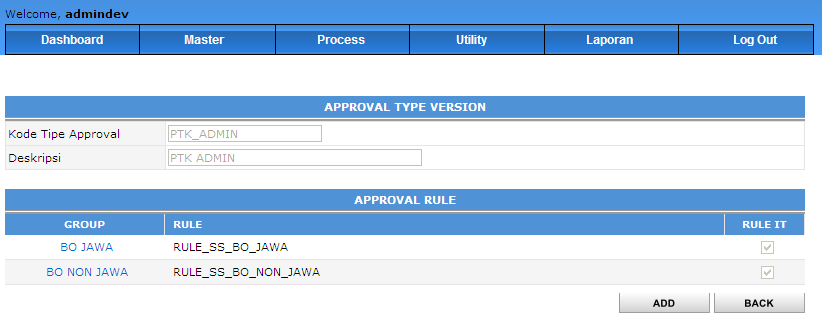 Welcome, admindev
Dashboard Master Process Utility Laporan Log Out
APPROVAL TYPE VERSION
Kode Tipe Approval PTK_ADMIN
Deskripsi PTK ADMIN
APPROVAL RULE
GROUP RULE RULE IT
BO JAWA RULE_SS_BO_JAWA
BO NON JAWA RULE_SS_BO_NON_JAWA
ADD BACK